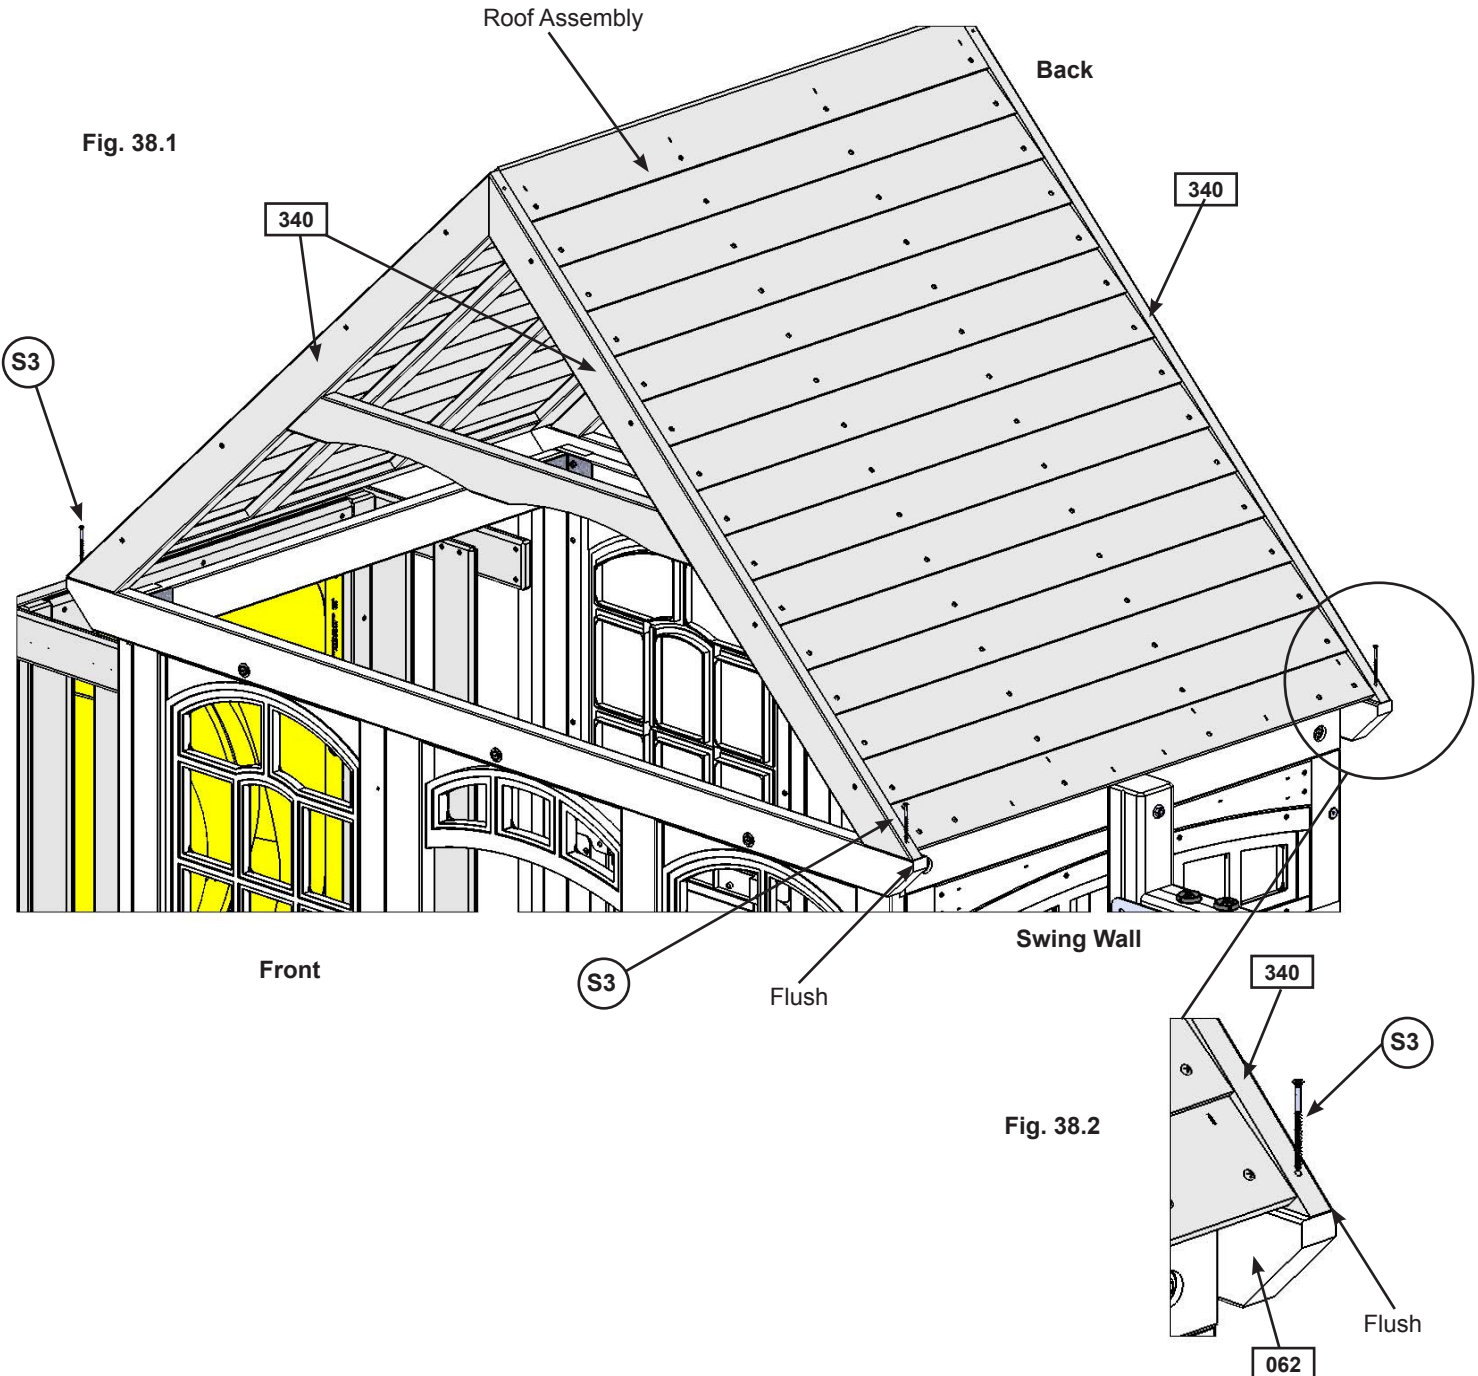 Roof Assembly
Back
Fig. 38.1
340
340
S3
Front
Swing Wall
S3
Flush
340
S3
Fig. 38.2
Flush
062